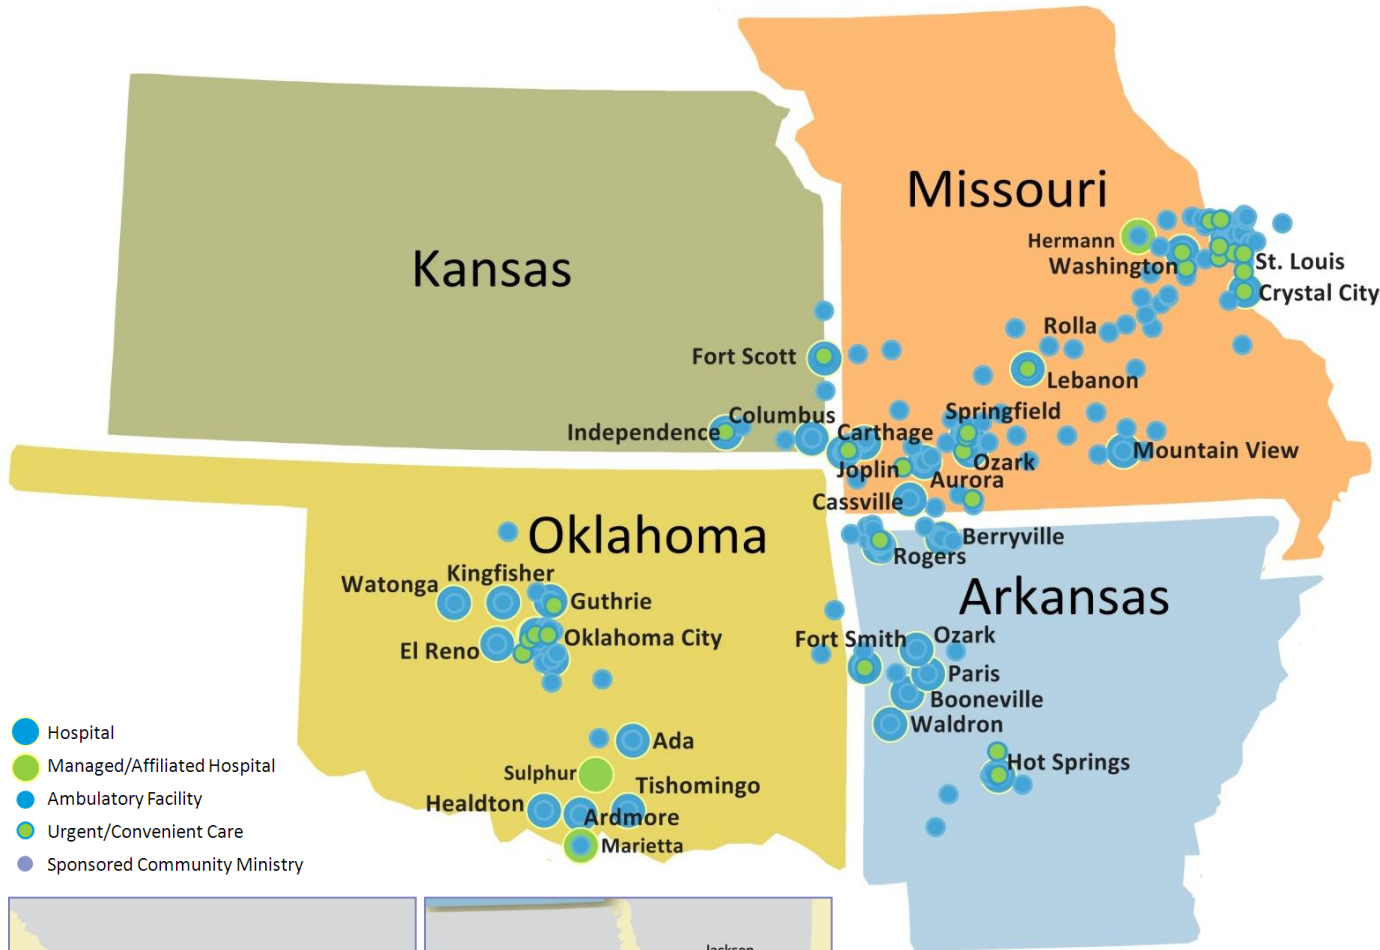 Missouri
Kansas
Hermann
Washington
St. Louis
Crystal City
Rolla
Fort Scott
Lebanon
Columbus
Springfield
Independence
Carthage
Mountain View
Joplin
Ozark
Aurora
Cassville
Oklahoma
Berryville
Rogers
Kingfisher
Watonga
Guthrie
Arkansas
Fort Smith
Ozark
Oklahoma City
El Reno
Paris
Booneville
Waldron
Hospital
Ada
Managed/Affiliated Hospital
Sulphur
Hot Springs
Tishomingo
Ambulatory Facility
Healdton
Ardmore
Urgent/Convenient Care
Marietta
Sponsored Community Ministry